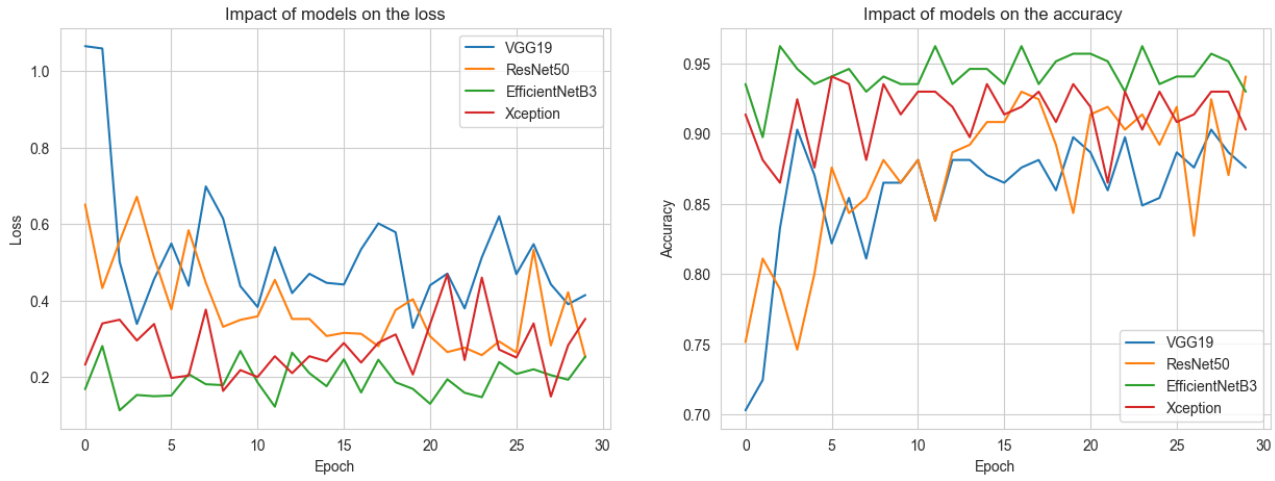 Impact of models on the loss
VGG19
ResNet50
EfficientNetB3
Xception
1.0
0.8
0.6
0.4
0.2
Loss
0 5 10 15 20 25 30
Epoch
Impact of models on the accuracy
0.95
0.90
0.85
0.80
0.75
0.70
Accuracy
VGG19
ResNet50
EfficientNetB3
Xception
0 5 10 15 20 25 30
Epoch